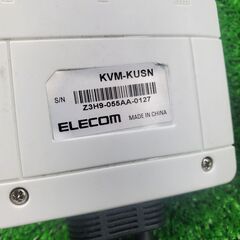 KVM-KUSN
S/N
Z3H9-055AA-0127
ELECOM MADE IN CHINA